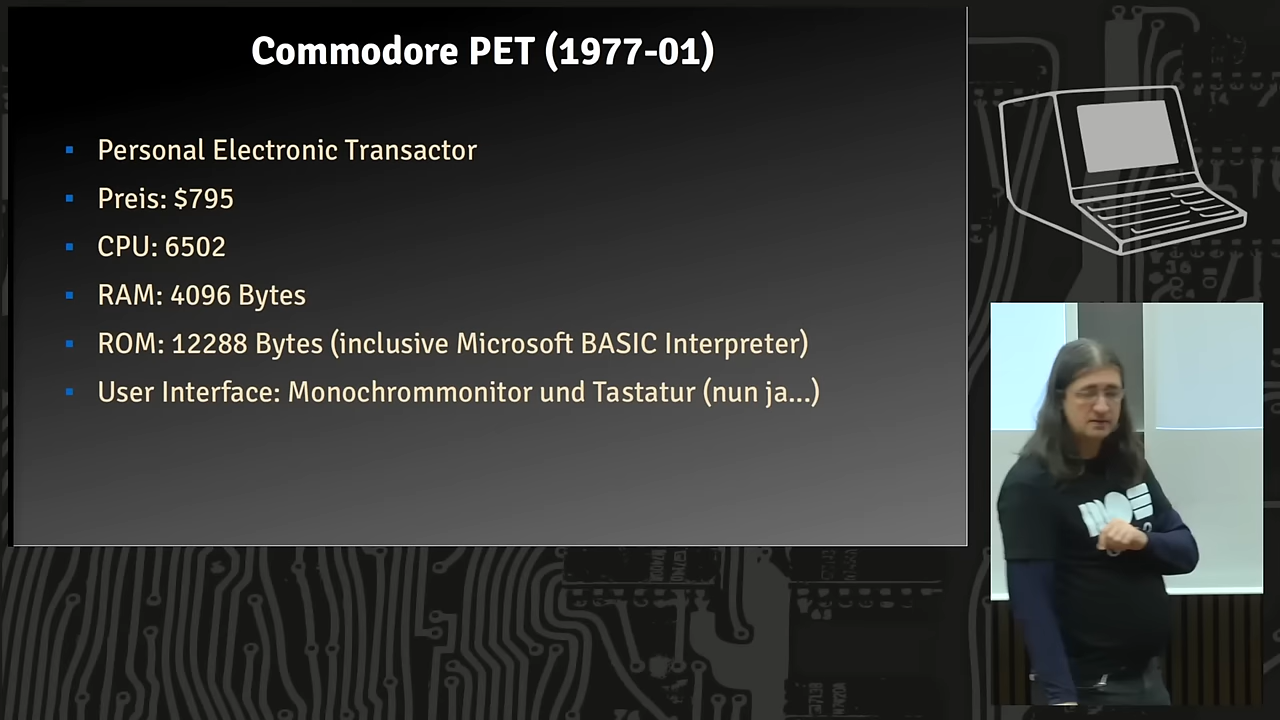 Commodore PET (1977-01)
Personal Electronic Transactor
Preis: $795
CPU: 6502
RAM: 4096 Bytes
ROM: 12288 Bytes (inclusive Microsoft BASIC Interpreter)
User Interface: Monochrommonitor und Tastatur (nun ja...)